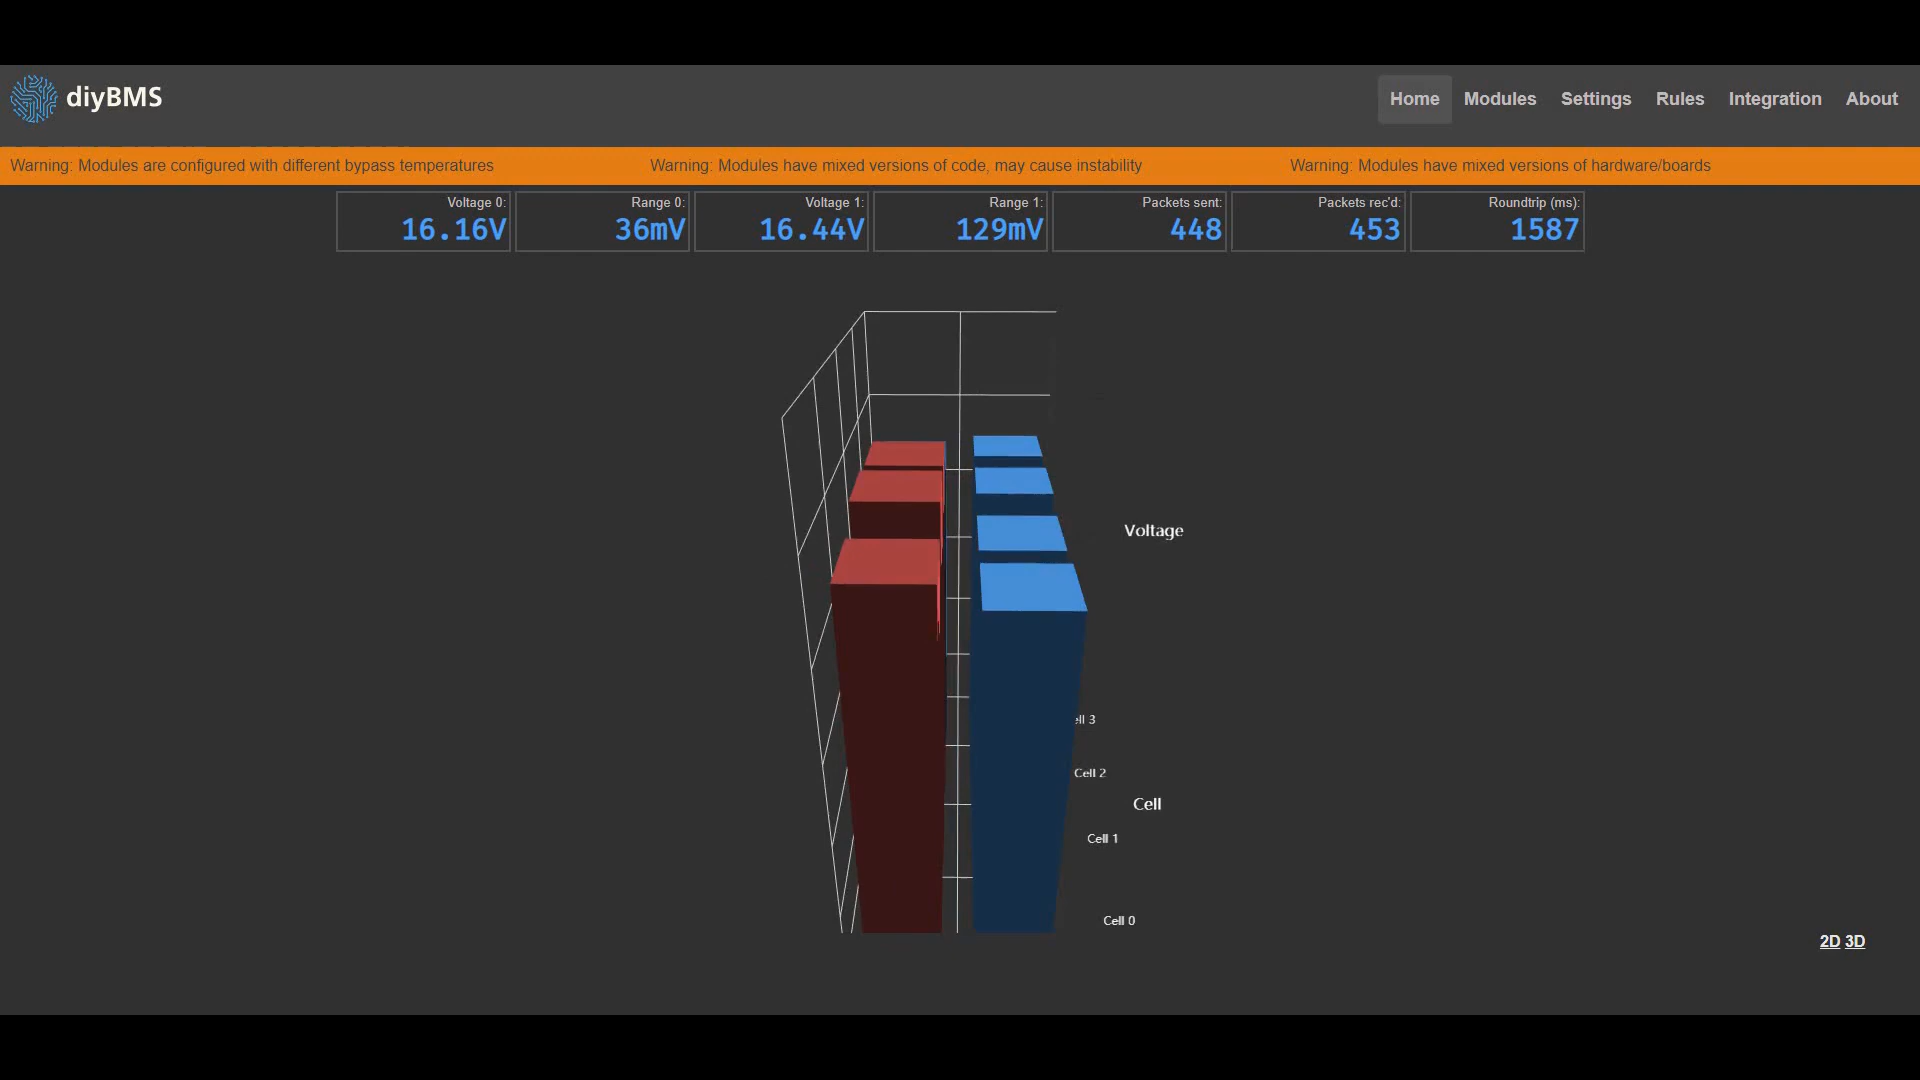 diyBMS
Home Modules Settings Rules Integration About
Warning: Modules are configured with different bypass temperatures
Warning: Modules have mixed versions of code, may cause instability
Warning: Modules have mixed versions of hardware/boards
Voltage 0:
16.16V
Range 0:
36mV
Voltage 1:
16.44V
Range 1:
129mV
Packets sent:
448
Packets rec'd:
453
Roundtrip (ms):
1587
Voltage
ell 3
Cell 2
Cell
Cell 1
Cell 0
2D 3D